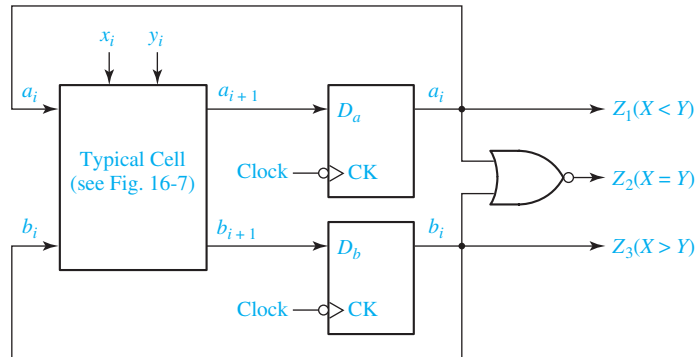 x_i y_i
a_i a_{i+1} D_a a_i Z_1(X < Y)
Typical Cell
(see Fig. 16-7)
Clock CK
Z_2(X = Y)
b_i b_{i+1} D_b b_i Z_3(X > Y)
Clock CK